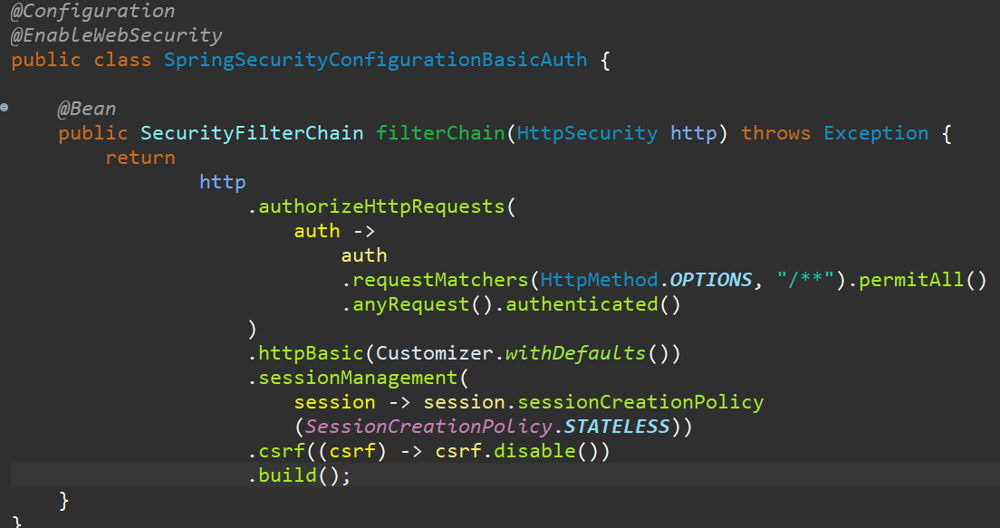 @Configuration
@EnableWebSecurity
public class SpringSecurityConfigurationBasicAuth {
@Bean
public SecurityFilterChain filterChain(HttpSecurity http) throws Exception {
return
http
.authorizeHttpRequests(
auth ->
auth
.requestMatchers(HttpMethod.OPTIONS, "/**").permitAll()
.anyRequest().authenticated()
)
.httpBasic(Customizer.withDefaults())
.sessionManagement(
session -> session.sessionCreationPolicy
(SessionCreationPolicy.STATELESS))
.csrf((csrf) -> csrf.disable())
.build();
}
}